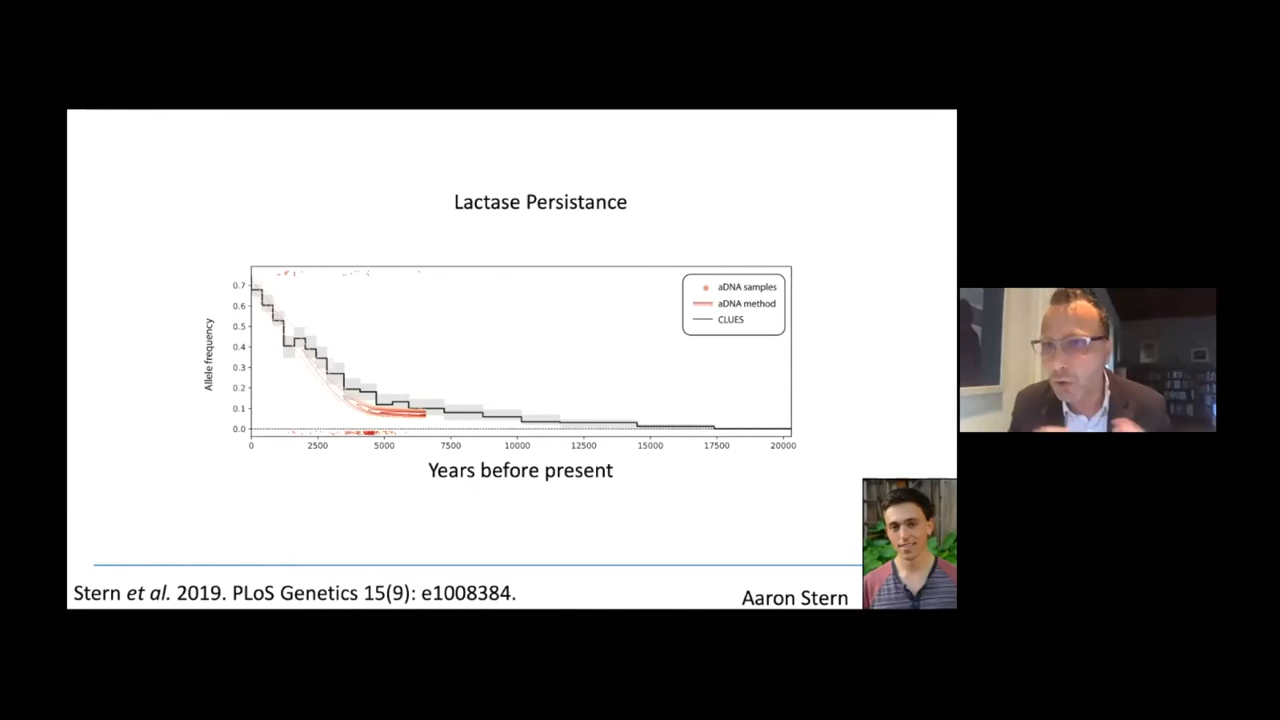 Lactase Persistance
aDNA samples
aDNA method
CLUES
Allele frequency
0.7
0.6
0.5
0.4
0.3
0.2
0.1
0.0
0 2500 5000 7500 10000 12500 15000 17500 20000
Years before present
Stern et al. 2019. PLoS Genetics 15(9): e1008384.
Aaron Stern